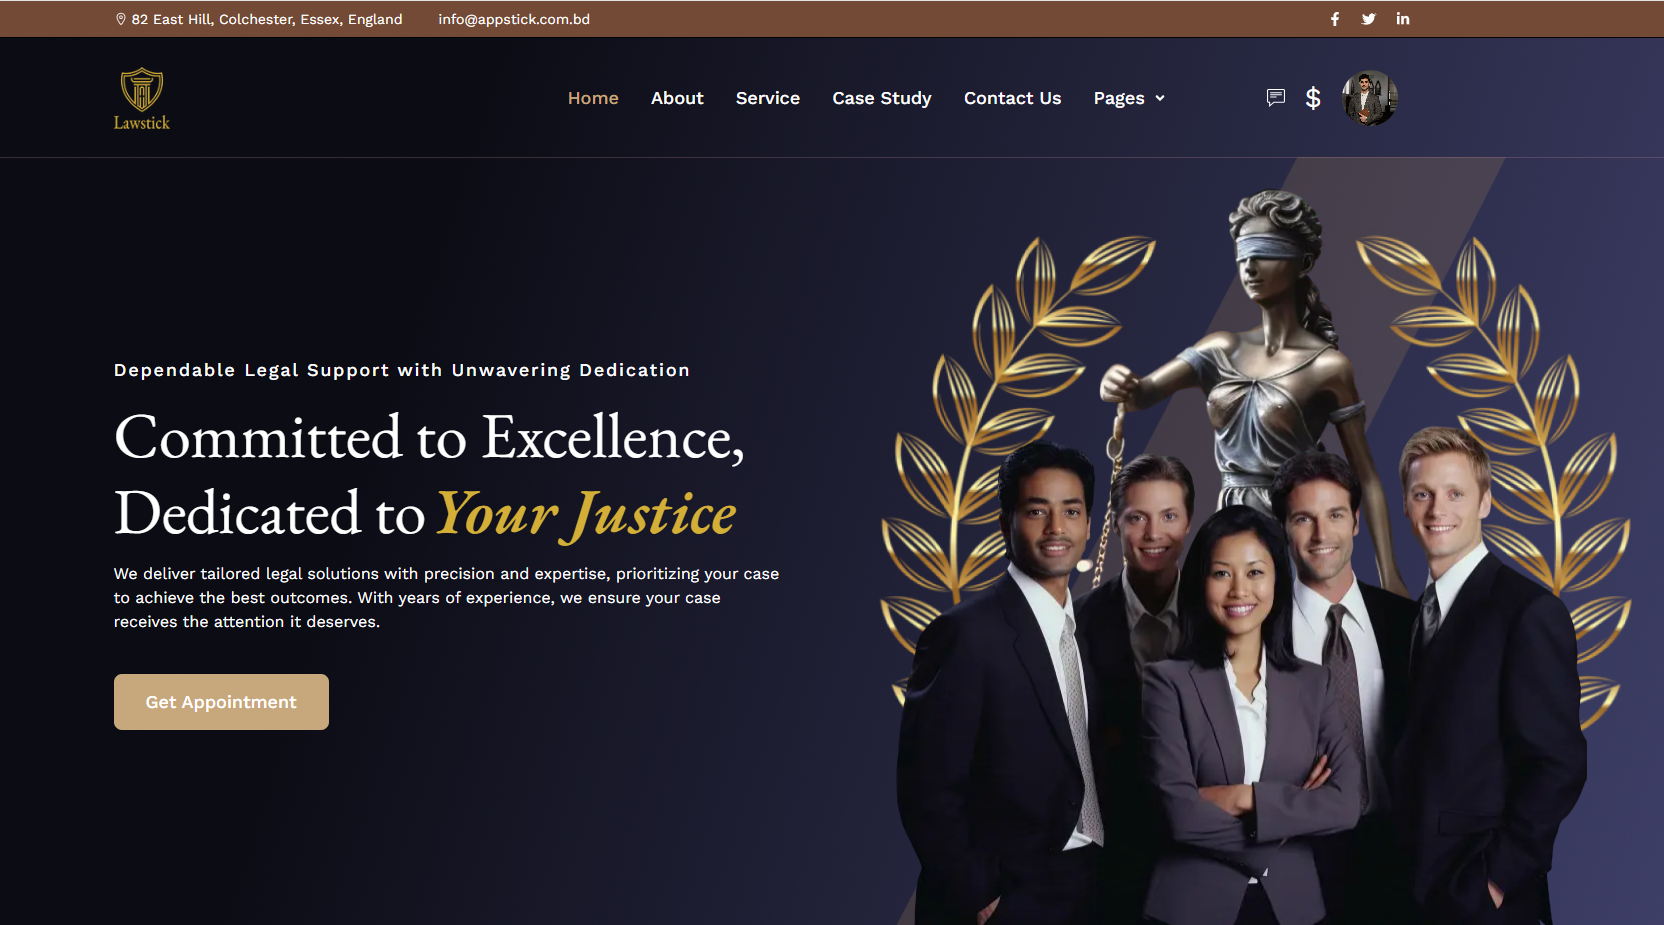 82 East Hill, Colchester, Essex, England info@appstick.com.bd
Lawstick
Home About Service Case Study Contact Us Pages
$
Dependable Legal Support with Unwavering Dedication
Committed to Excellence,
Dedicated to Your Justice
We deliver tailored legal solutions with precision and expertise, prioritizing your case
to achieve the best outcomes. With years of experience, we ensure your case
receives the attention it deserves.
Get Appointment